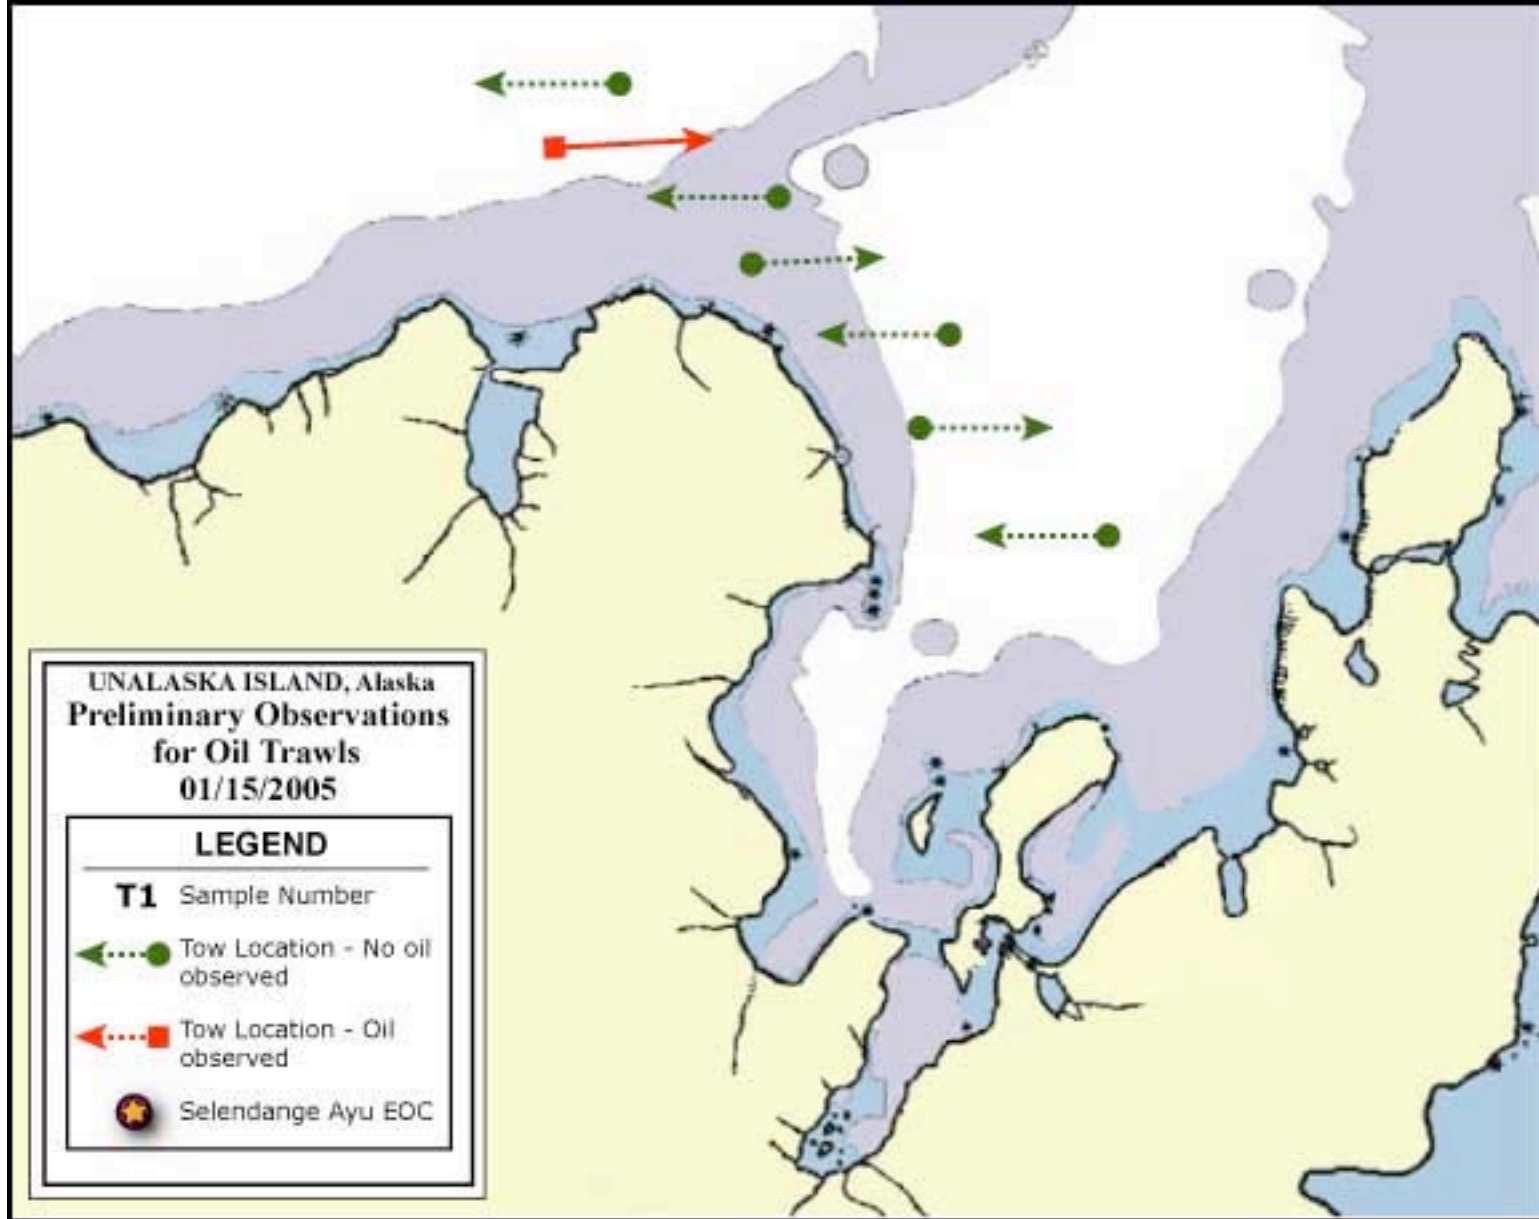 UNALASKA ISLAND, Alaska
Preliminary Observations
for Oil Trawls
01/15/2005
LEGEND
T1 Sample Number
Tow Location - No oil
observed
Tow Location - Oil
observed
Selendange Ayu EOC